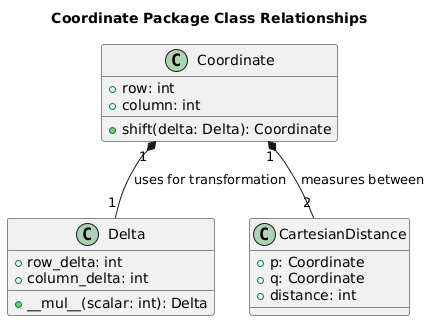 Coordinate Package Class Relationships
C Coordinate
row: int
column: int
shift(delta: Delta): Coordinate
1 1
uses for transformation measures between
1 2
C Delta
row_delta: int
column_delta: int
__mul__(scalar: int): Delta
C CartesianDistance
p: Coordinate
q: Coordinate
distance: int